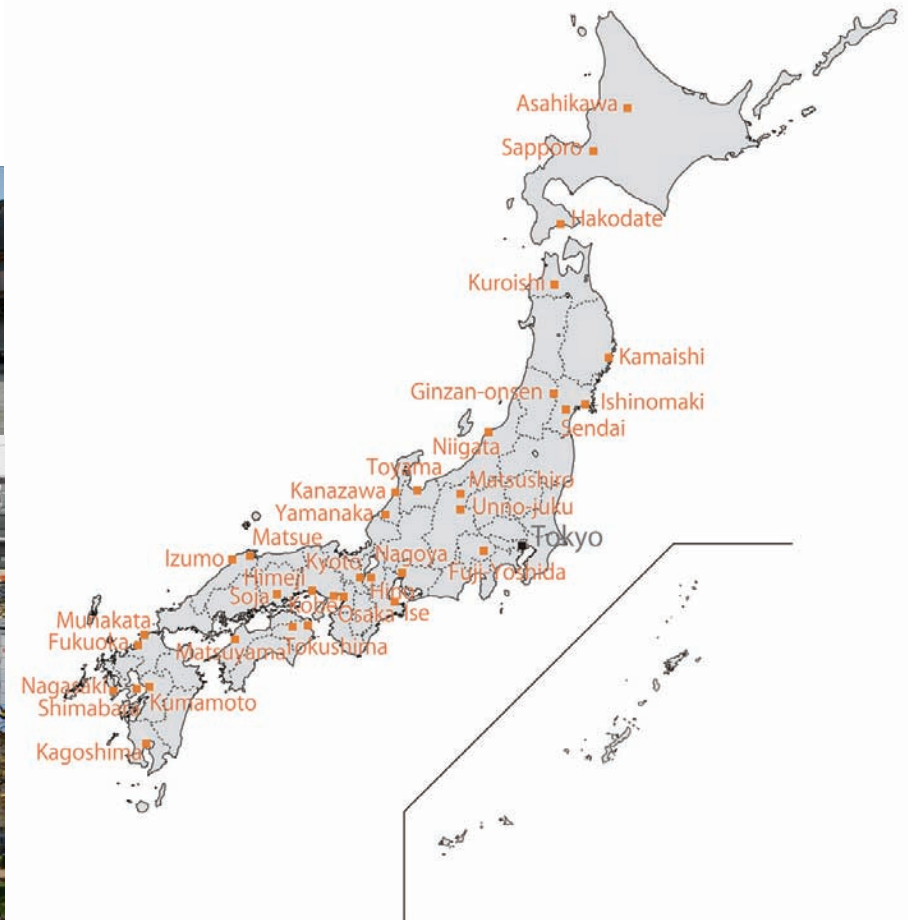 Asahikawa
Sapporo
Hakodate
Kuroishi
Kamaishi
Ginzan-onsen
Ishinomaki
Sendai
Niigata
Toyama
Matsushiro
Kanazawa
Unno-juku
Yamanaka
Tokyo
Matsue
Izumo
Kyoto
Nagoya
Fuji-Yoshida
Himeji
Hino
Soja
Kobe
Osaka
Ise
Munakata
Fukuoka
Matsuyama
Tokushima
Nagasaki
Shimabara
Kumamoto
Kagoshima